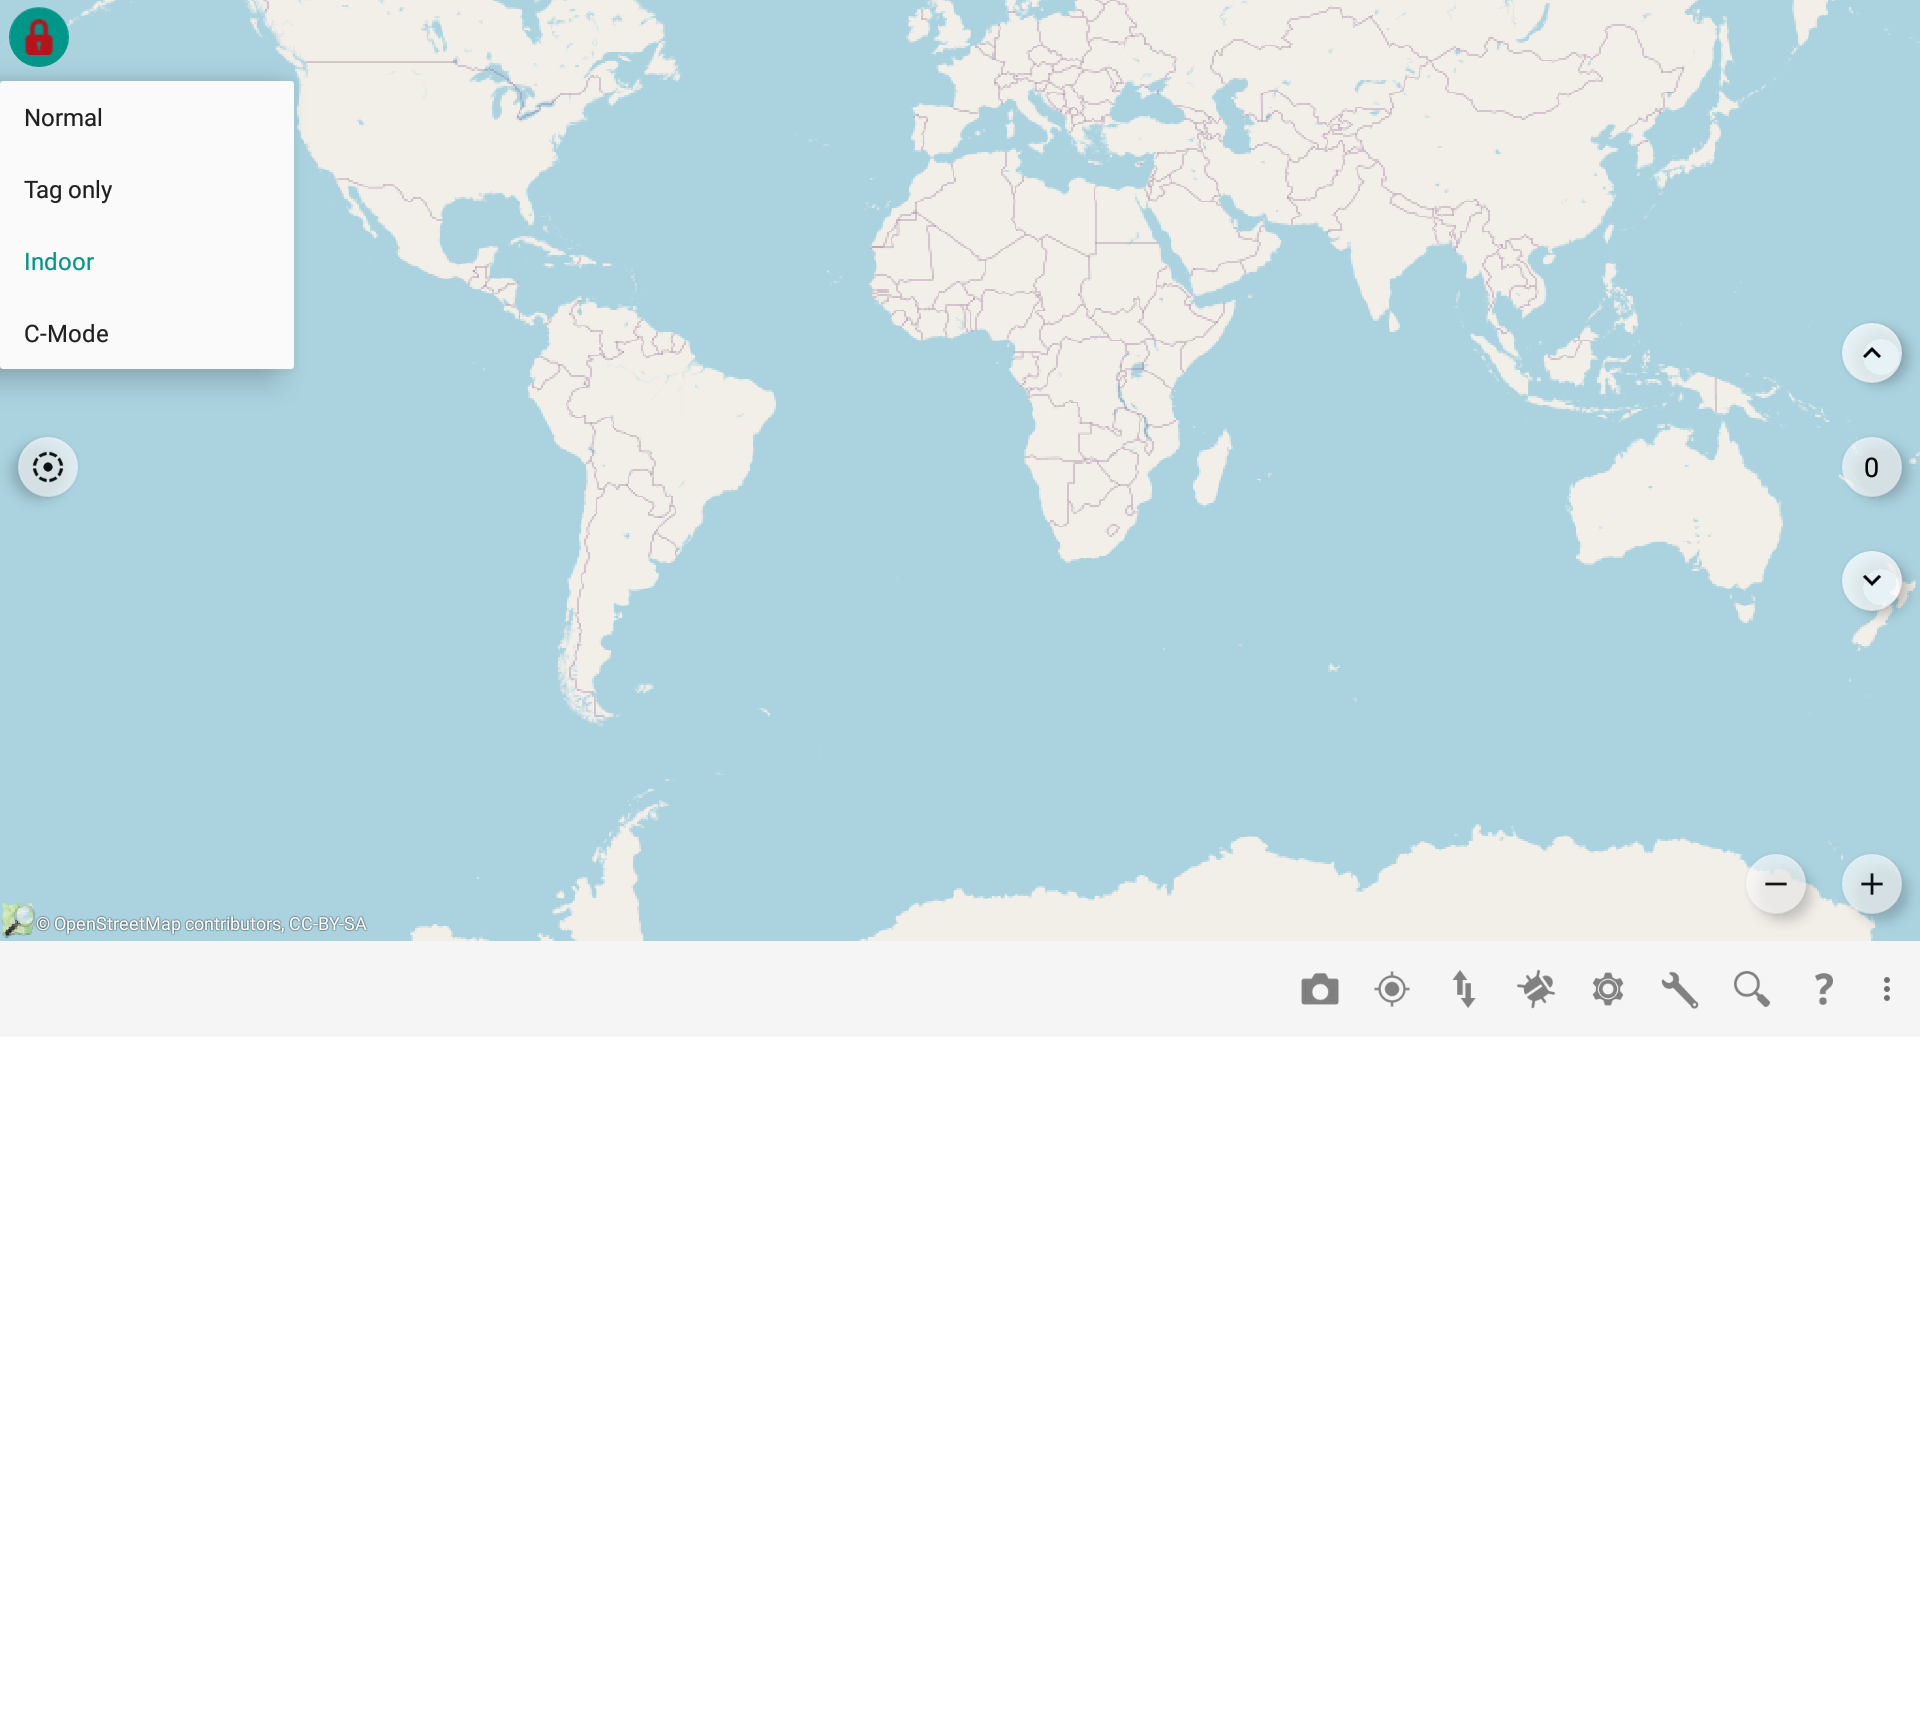 Normal
Tag only
Indoor
C-Mode
0
© OpenStreetMap contributors, CC-BY-SA